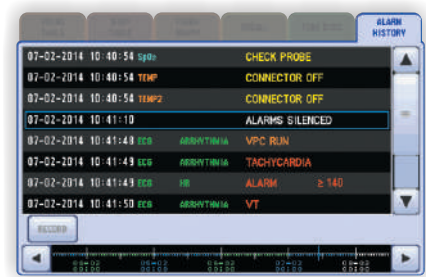 ALARM
HISTORY
07-02-2014 10:40:54 SpO₂ CHECK PROBE
07-02-2014 10:40:54 TEMP CONNECTOR OFF
07-02-2014 10:40:54 TEMP2 CONNECTOR OFF
07-02-2014 10:41:10 ALARMS SILENCED
07-02-2014 10:41:48 ECG ARRHYTHMIA VPC RUN
07-02-2014 10:41:49 ECG ARRHYTHMIA TACHYCARDIA
07-02-2014 10:41:49 ECG HR ALARM ≥ 140
07-02-2014 10:41:50 ECG ARRHYTHMIA VT
RECORD